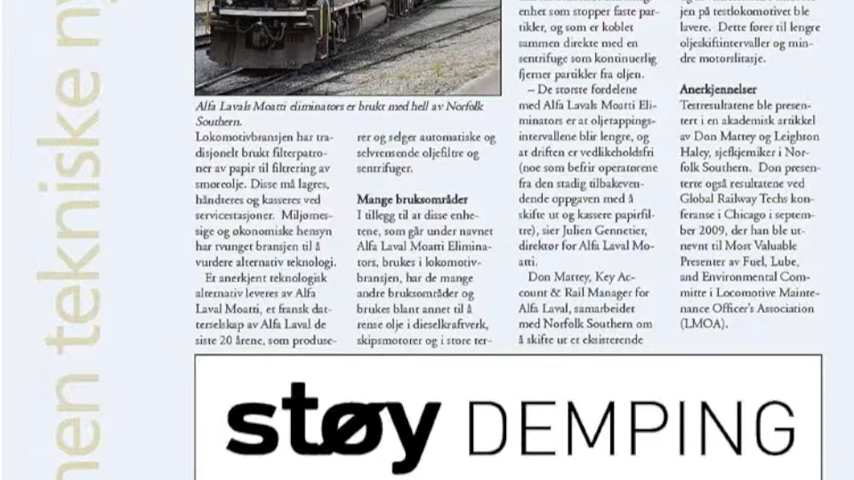 nen tekniske ny
Alfa Lavals Moatti eliminators er brukt med hell av Norfolk
Southern.
Lokomotivbransjen har tra-
disjonelt brukt filterpatro-
ner av papir til filtrering av
smøreolje. Disse må lagres,
håndteres og kasseres ved
servicestasjoner. Miljømes-
sige og økonomiske hensyn
har tvunget bransjen til å
vurdere alternativ teknologi.
Et anerkjent teknologisk
alternativ leveres av Alfa
Laval Moatti, et fransk dat-
terselskap av Alfa Laval de
siste 20 årene, som produse-
rer og selger automatiske og
selvrensende oljefiltre og
sentrifuger.
Mange bruksområder
I tillegg til at disse enhe-
tene, som går under navnet
Alfa Laval Moatti Elimina-
tors, brukes i lokomotiv-
bransjen, har de mange
andre bruksområder og
brukes blant annet til å
rense olje i dieselkraftverk,
skipsmotorer og i store ter-
enhet som stopper faste par-
tikler, og som er koblet
sammen direkte med en
sentrifuge som kontinuerlig
fjerner partikler fra oljen.
– De største fordelene
med Alfa Lavals Moatti Eli-
minators er at oljetappings-
intervallene blir lengre, og
at driften er vedlikeholdsfri
(noe som befrir operatørene
fra den stadig tilbakeven-
dende oppgaven med å
skifte ut og kassere papirfil-
tre), sier Julien Gennetier,
direktør for Alfa Laval Mo-
atti.
Don Mattey, Key Ac-
count & Rail Manager for
Alfa Laval, samarbeidet
med Norfolk Southern om
å skifte ut et eksisterende
jen på testlokomotivet ble
lavere. Dette fører til lengre
oljeskiftintervaller og min-
dre motorslitasje.
Anerkjennelser
Testresultatene ble presen-
tert i en akademisk artikkel
av Don Mattey og Leighton
Haley, sjefkjemiker i Nor-
folk Southern. Don presen-
terte også resultatene ved
Global Railway Techs kon-
feranse i Chicago i septem-
ber 2009, der han ble ut-
nevnt til Most Valuable
Presenter av Fuel, Lube,
and Environmental Com-
mitte i Locomotive Mainte-
nance Officer's Association
(LMOA).
støy DEMPING